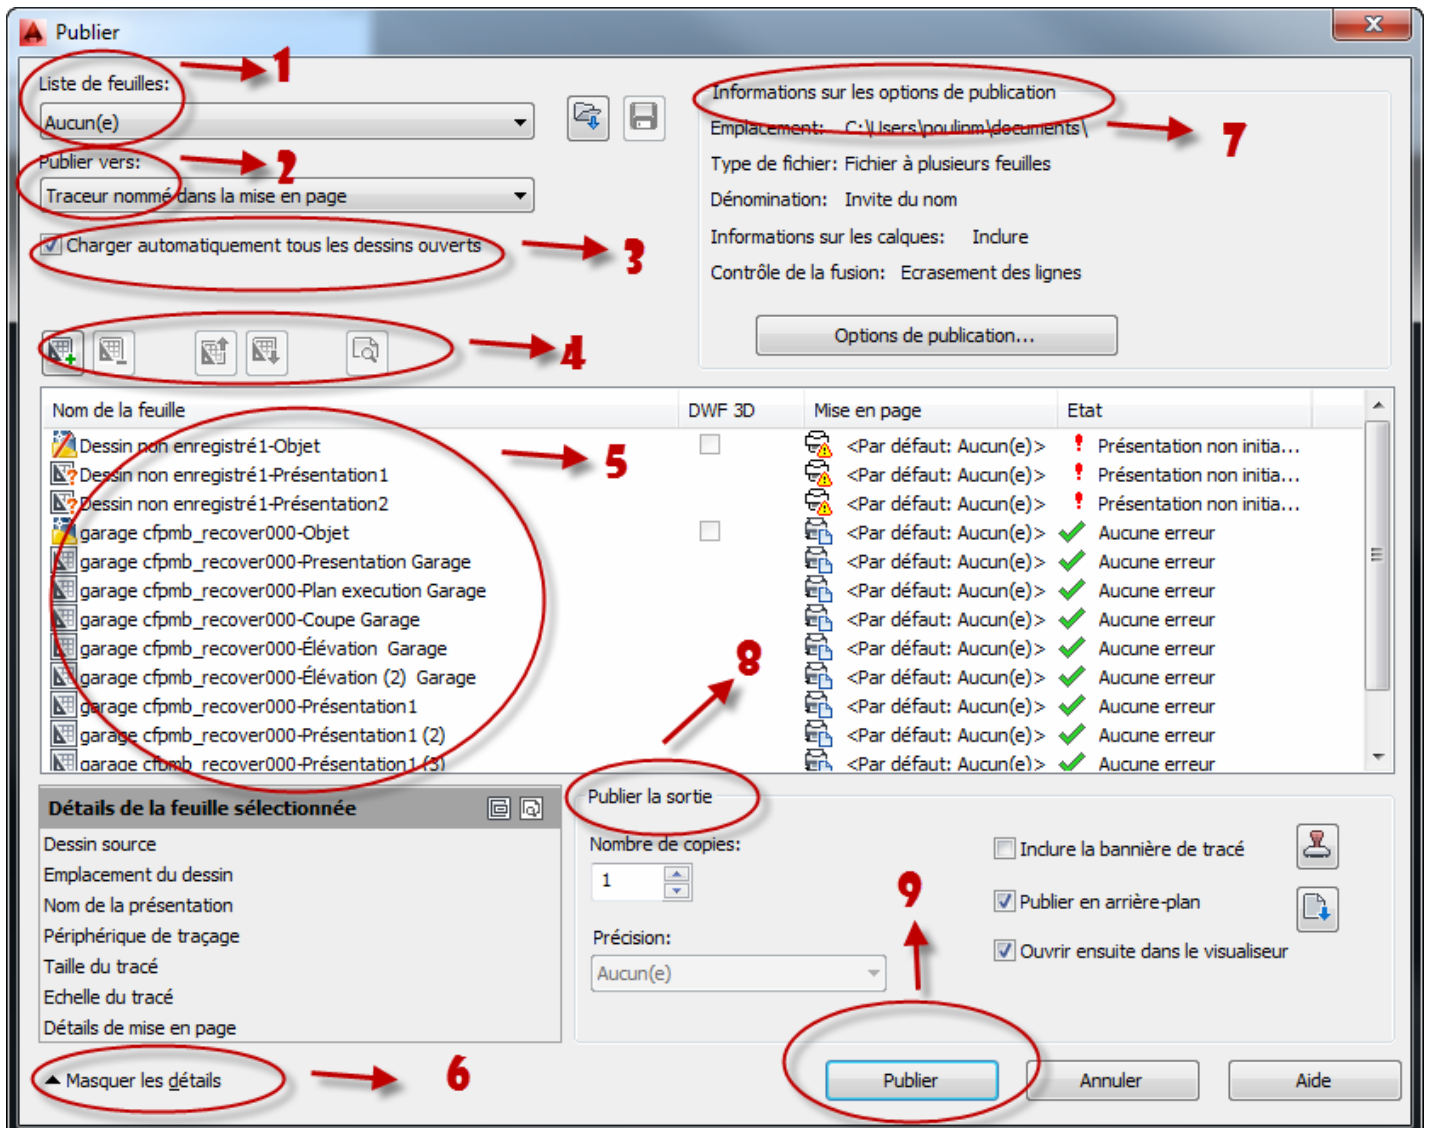 Publier
Liste de feuilles:
1
Aucun(e)
Publier vers:
2
Traceur nommé dans la mise en page
Charger automatiquement tous les dessins ouverts
3
4
Informations sur les options de publication
Emplacement: C:\Users\poulinm\documents\
7
Type de fichier: Fichier à plusieurs feuilles
Dénomination: Invite du nom
Informations sur les calques: Inclure
Contrôle de la fusion: Ecrasement des lignes
Options de publication...
Nom de la feuille DWF 3D Mise en page Etat
Dessin non enregistré1-Objet <Par défaut: Aucun(e)> Présentation non initia...
5
Dessin non enregistré1-Présentation1 <Par défaut: Aucun(e)> Présentation non initia...
Dessin non enregistré1-Présentation2 <Par défaut: Aucun(e)> Présentation non initia...
garage cfpmb_recover000-Objet <Par défaut: Aucun(e)> Aucune erreur
garage cfpmb_recover000-Presentation Garage <Par défaut: Aucun(e)> Aucune erreur
garage cfpmb_recover000-Plan execution Garage <Par défaut: Aucun(e)> Aucune erreur
garage cfpmb_recover000-Coupe Garage <Par défaut: Aucun(e)> Aucune erreur
garage cfpmb_recover000-Élévation Garage <Par défaut: Aucun(e)> Aucune erreur
8
garage cfpmb_recover000-Élévation (2) Garage <Par défaut: Aucun(e)> Aucune erreur
garage cfpmb_recover000-Présentation1 <Par défaut: Aucun(e)> Aucune erreur
garage cfpmb_recover000-Présentation1 (2) <Par défaut: Aucun(e)> Aucune erreur
garage cfpmb_recover000-Présentation1 (3) <Par défaut: Aucun(e)> Aucune erreur
Détails de la feuille sélectionnée
Dessin source
Emplacement du dessin
Nom de la présentation
Périphérique de traçage
Taille du tracé
Echelle du tracé
Détails de mise en page
Masquer les détails
6
Publier la sortie
Nombre de copies:
1
Précision:
Aucun(e)
9
Inclure la bannière de tracé
Publier en arrière-plan
Ouvrir ensuite dans le visualiseur
Publier
Annuler
Aide